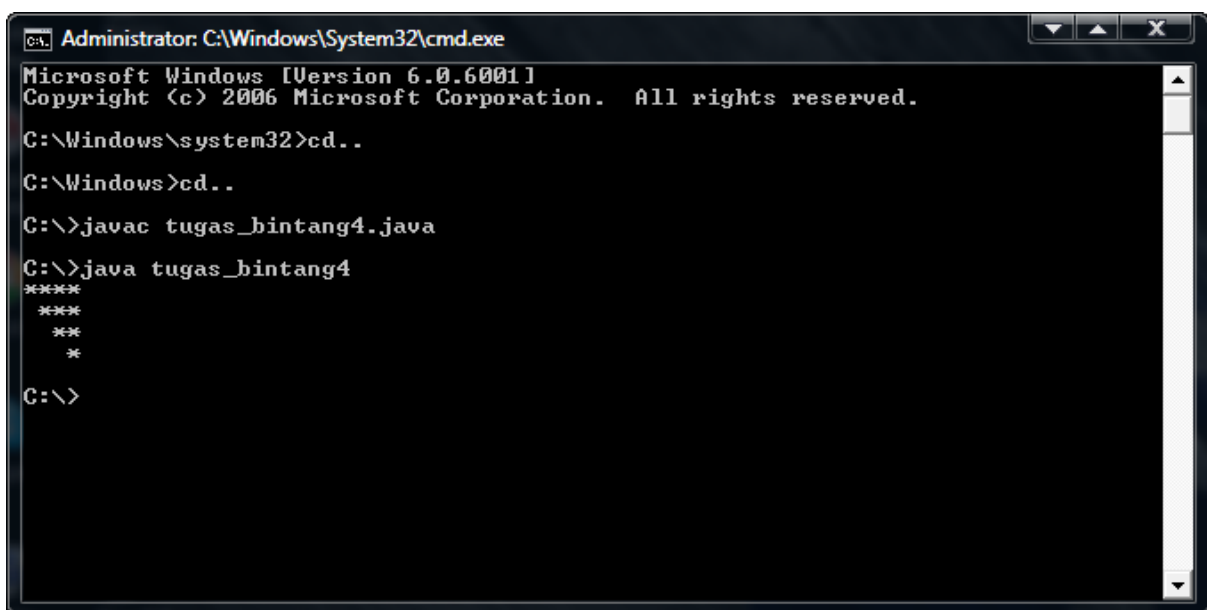 Administrator: C:\Windows\System32\cmd.exe
Microsoft Windows [Version 6.0.6001]
Copyright (c) 2006 Microsoft Corporation.  All rights reserved.
C:\Windows\system32>cd..
C:\Windows>cd..
C:\>javac tugas_bintang4.java
C:\>java tugas_bintang4
****
 ***
  **
   *
C:\>